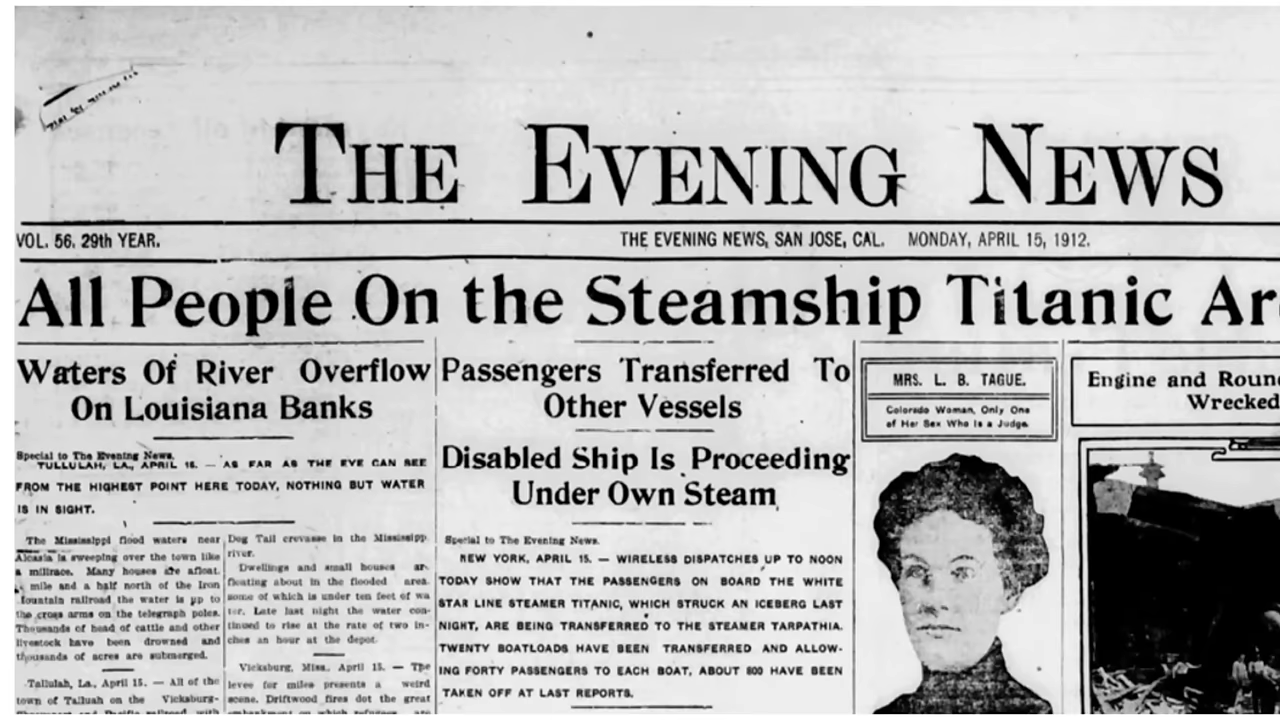 THE EVENING NEWS
VOL. 56, 29th YEAR.
THE EVENING NEWS, SAN JOSE, CAL. MONDAY, APRIL 15, 1912.
All People On the Steamship Titanic Ar
Waters Of River Overflow
On Louisiana Banks
Special to The Evening News.
TULLULAH, LA., APRIL 15. — AS FAR AS THE EYE CAN SEE
FROM THE HIGHEST POINT HERE TODAY, NOTHING BUT WATER
IS IN SIGHT.
The Mississippi flood waters near
Alcasia is sweeping over the town like
a millrace. Many houses are afloat.
mile and a half north of the Iron
Mountain railroad the water is up to
the cross arms on the telegraph poles.
Thousands of head of cattle and other
livestock have been drowned and
thousands of acres are submerged.
Tallulah, La., April 15. — All of the
town of Talluah on the Vicksburg-
Shreveport and Pacific railroad with
Dog Tail crevasse in the Mississipp
river.
Dwellings and small houses ar-
floating about in the flooded area.
some of which is under ten feet of wa
ter. Late last night the water con-
tinued to rise at the rate of two in-
ches an hour at the depot.
Vicksburg, Miss., April 15. — The
levee for miles presents a weird
scene. Driftwood fires dot the great
embankment on which refugees are
Passengers Transferred To
Other Vessels
Disabled Ship Is Proceeding
Under Own Steam
Special to The Evening News.
NEW YORK, APRIL 15. — WIRELESS DISPATCHES UP TO NOON
TODAY SHOW THAT THE PASSENGERS ON BOARD THE WHITE
STAR LINE STEAMER TITANIC, WHICH STRUCK AN ICEBERG LAST
NIGHT, ARE BEING TRANSFERRED TO THE STEAMER TARPATHIA.
TWENTY BOATLOADS HAVE BEEN TRANSFERRED AND ALLOW-
ING FORTY PASSENGERS TO EACH BOAT, ABOUT 800 HAVE BEEN
TAKEN OFF AT LAST REPORTS.
MRS. L. B. TAGUE.
Colorado Woman, Only One
of Her Sex Who Is a Judge.
Engine and Roun
Wrecked